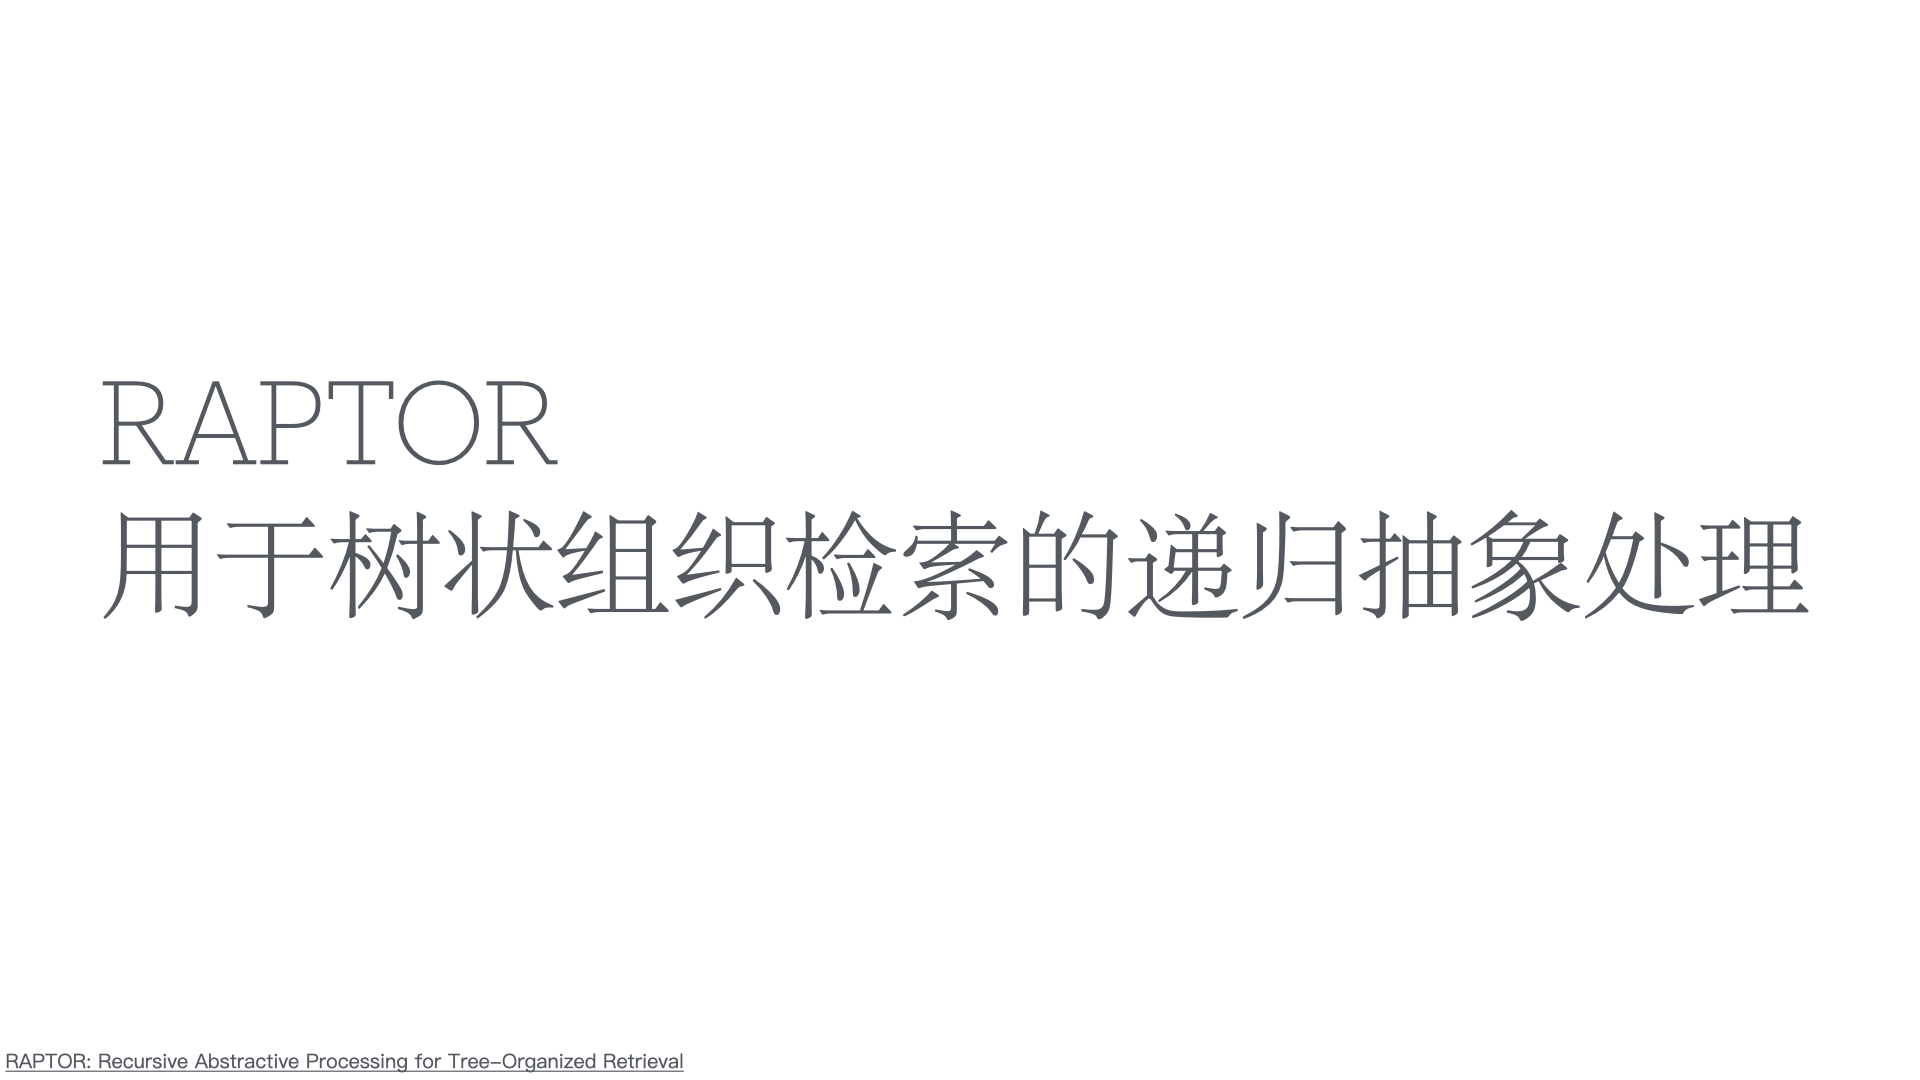 RAPTOR
用于树状组织检索的递归抽象处理
RAPTOR: Recursive Abstractive Processing for Tree-Organized Retrieval